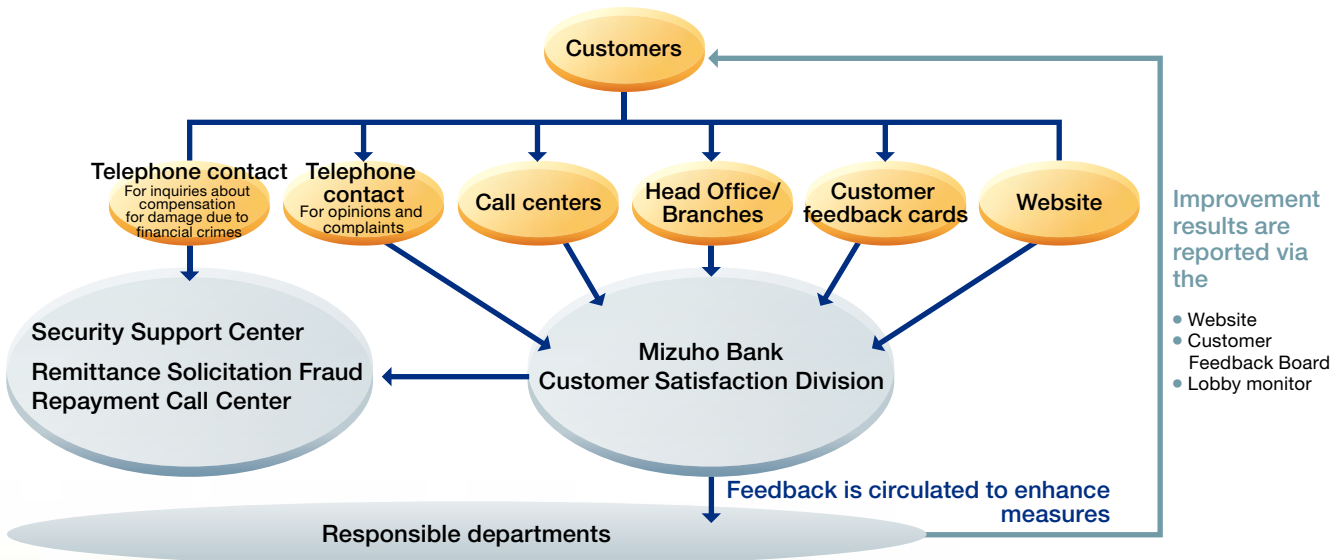 Customers
Telephone contact
For inquiries about
compensation
for damage due to
financial crimes
Telephone
contact
For opinions and
complaints
Call centers
Head Office/
Branches
Customer
feedback cards
Website
Improvement
results are
reported via
the
• Website
• Customer
Feedback Board
• Lobby monitor
Security Support Center
Remittance Solicitation Fraud
Repayment Call Center
Mizuho Bank
Customer Satisfaction Division
Feedback is circulated to enhance
measures
Responsible departments